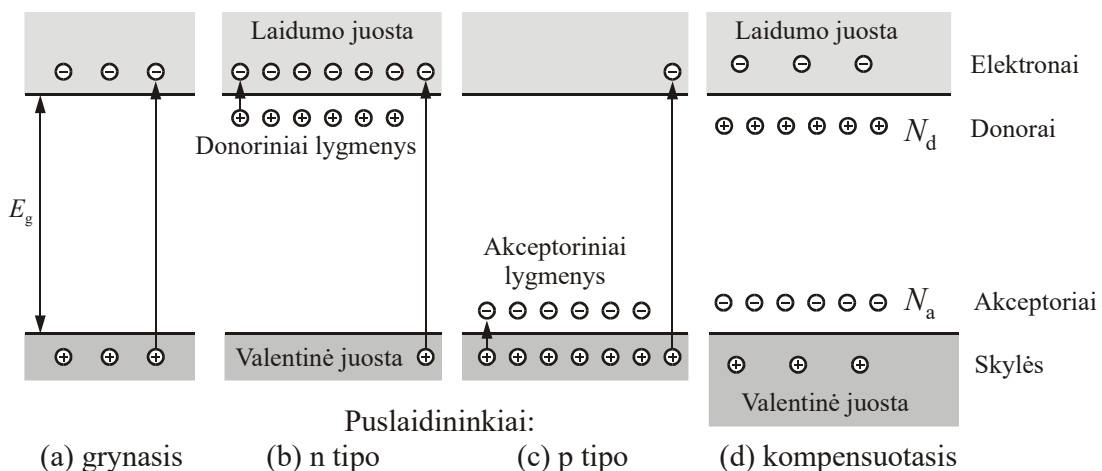 Laidumo juosta
Donoriniai lygmenys
Valentinė juosta
E_g
Akceptoriniai
lygmenys
Laidumo juosta
N_d
N_a
Valentinė juosta
Elektronai
Donorai
Akceptoriai
Skylės
Puslaidininkiai:
(a) grynasis (b) n tipo (c) p tipo (d) kompensuotasis